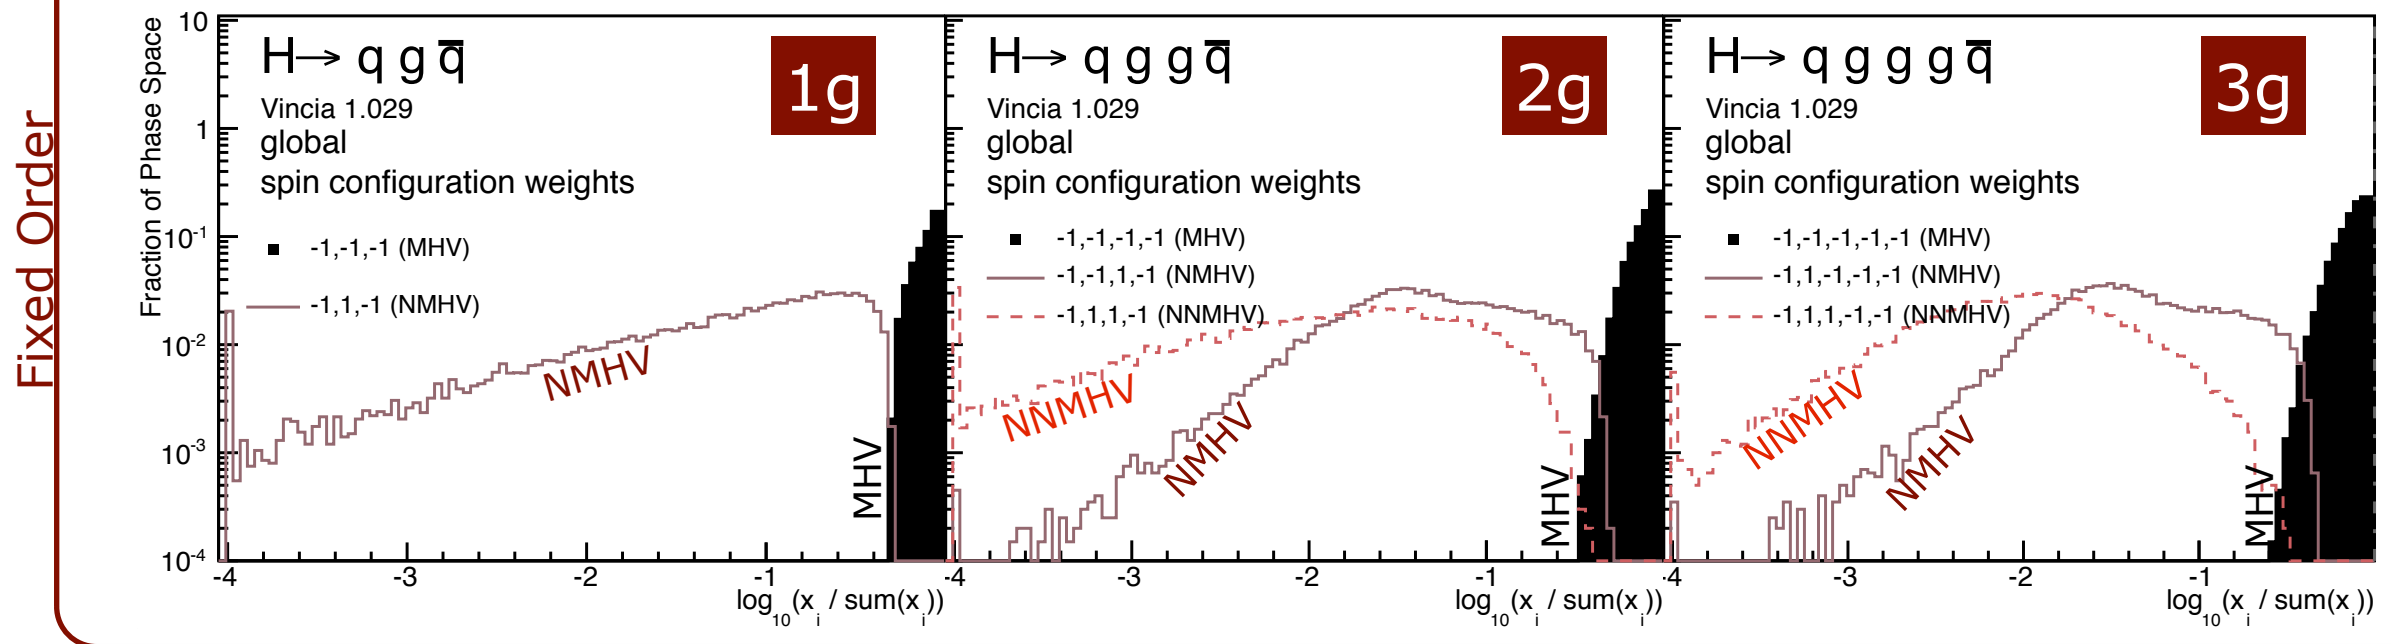 Fixed Order
Fraction of Phase Space
10
1
10-1
10-2
10-3
10-4
H→ q g q̅
1g
Vincia 1.029
global
spin configuration weights
-1,-1,-1 (MHV)
-1,1,-1 (NMHV)
NMHV
MHV
-4 -3 -2 -1
log10(xi / sum(xi))
H→ q g g q̅
2g
Vincia 1.029
global
spin configuration weights
-1,-1,-1,-1 (MHV)
-1,-1,1,-1 (NMHV)
-1,1,1,-1 (NNMHV)
NNMHV
NMHV
MHV
-4 -3 -2 -1
log10(xi / sum(xi))
H→ q g g g q̅
3g
Vincia 1.029
global
spin configuration weights
-1,-1,-1,-1,-1 (MHV)
-1,1,-1,-1,-1 (NMHV)
-1,1,1,-1,-1 (NNMHV)
NNMHV
NMHV
MHV
-4 -3 -2 -1
log10(xi / sum(xi))